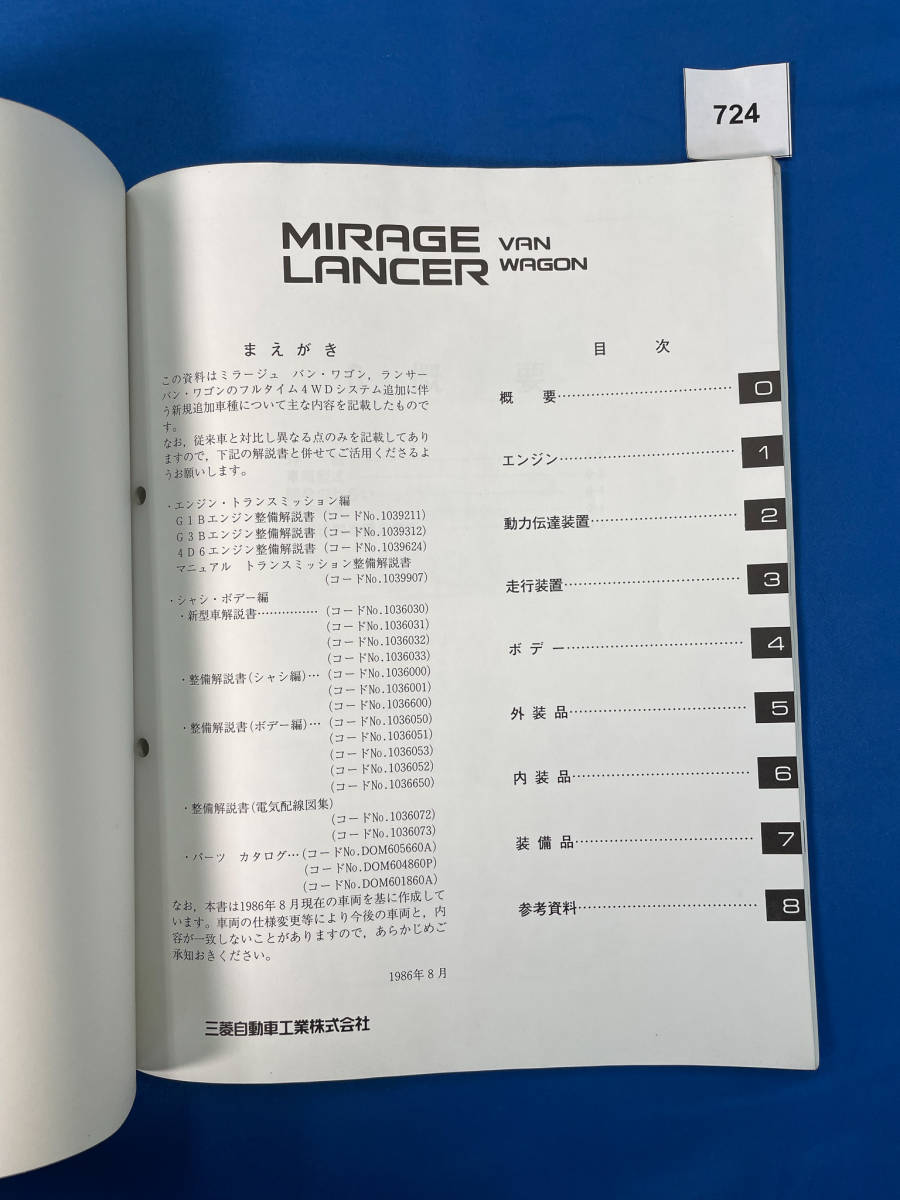 724
MIRAGE VAN
LANCER WAGON
まえがき
この資料はミラージュ バン・ワゴン，ランサー
バン・ワゴンのフルタイム4WDシステム追加に伴
う新規追加車種について主な内容を記載したもので
す。
なお，従来車と対比し異なる点のみを記載してあり
ますので，下記の解説書と併せてご活用くださるよ
うお願いします。
・エンジン・トランスミッション編
G1Bエンジン整備解説書（コードNo.1039211)
G3Bエンジン整備解説書（コードNo.1039312)
4D6エンジン整備解説書（コードNo.1039624)
マニュアル トランスミッション整備解説書
（コードNo.1039907)
・シャシ・ボデー編
・新型車解説書……………（コードNo.1036030)
（コードNo.1036031)
（コードNo.1036032)
（コードNo.1036033)
・整備解説書(シャシ編)…（コードNo.1036000)
（コードNo.1036001)
（コードNo.1036600)
・整備解説書(ボデー編)…（コードNo.1036050)
（コードNo.1036051)
（コードNo.1036053)
（コードNo.1036052)
（コードNo.1036650)
・整備解説書(電気配線図集)
（コードNo.1036072)
（コードNo.1036073)
・パーツ カタログ…（コードNo.DOM605660A)
（コードNo.DOM604860P)
（コードNo.DOM601860A)
なお，本書は1986年8月現在の車両を基に作成して
います。車両の仕様変更等により今後の車両と，内
容が一致しないことがありますので，あらかじめご
承知おきください。
1986年8月
三菱自動車工業株式会社
目 次
概 要…………………………… 0
エンジン…………………………… 1
動力伝達装置…………………… 2
走行装置………………………… 3
ボ デ ー………………………… 4
外 装 品………………………… 5
内 装 品………………………… 6
装 備 品………………………… 7
参考資料………………………… 8